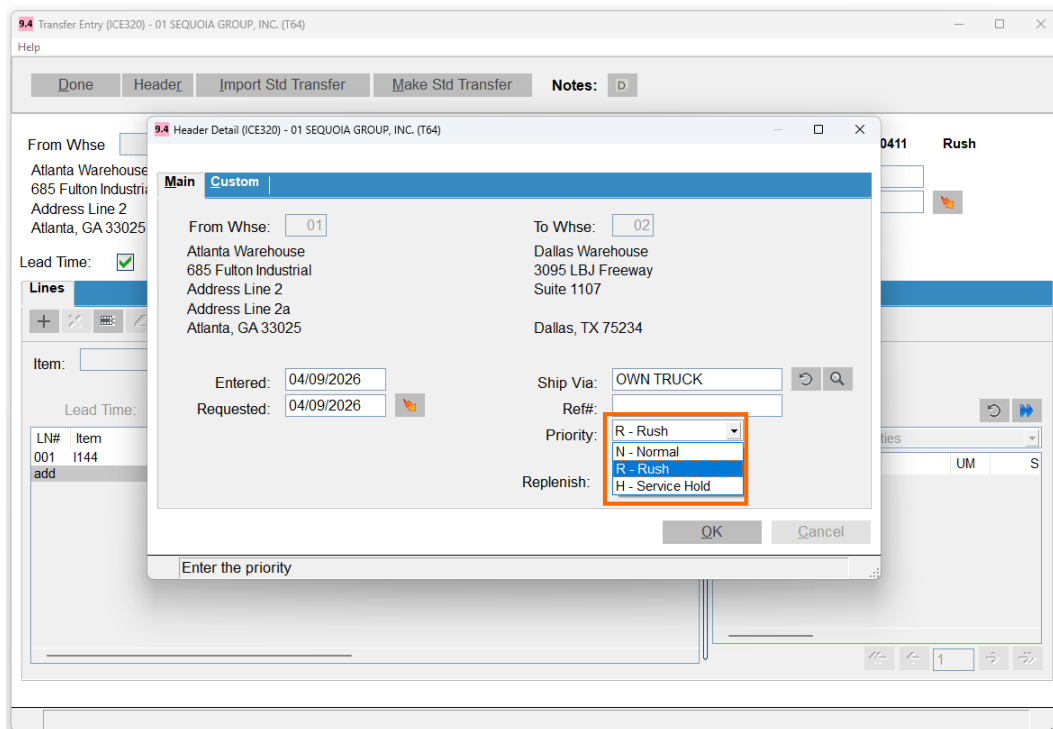 9.4 Transfer Entry (ICE320) - 01 SEQUOIA GROUP, INC. (T64)
Help
Done Header Import Std Transfer Make Std Transfer Notes: D
From Whse
0411 Rush
Atlanta Warehouse
685 Fulton Industria
Address Line 2
Atlanta, GA 33025
Lead Time:
Lines
Item:
Lead Time:
LN# Item
001 I144
add
ties
UM S
1
9.4 Header Detail (ICE320) - 01 SEQUOIA GROUP, INC. (T64)
Main Custom
From Whse: 01 To Whse: 02
Atlanta Warehouse Dallas Warehouse
685 Fulton Industrial 3095 LBJ Freeway
Address Line 2 Suite 1107
Address Line 2a
Atlanta, GA 33025 Dallas, TX 75234
Entered: 04/09/2026 Ship Via: OWN TRUCK
Requested: 04/09/2026 Ref#:
Priority: R - Rush
N - Normal
R - Rush
Replenish: H - Service Hold
OK Cancel
Enter the priority